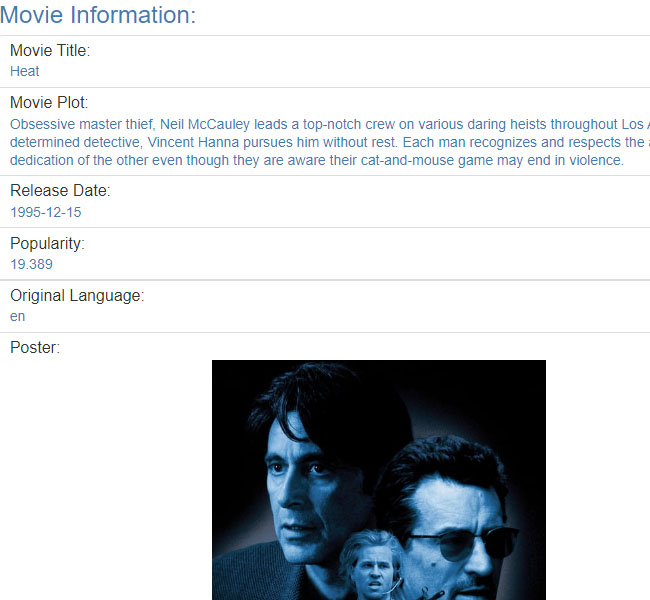 Movie Information:
Movie Title:
Heat
Movie Plot:
Obsessive master thief, Neil McCauley leads a top-notch crew on various daring heists throughout Los
determined detective, Vincent Hanna pursues him without rest. Each man recognizes and respects the
dedication of the other even though they are aware their cat-and-mouse game may end in violence.
Release Date:
1995-12-15
Popularity:
19.389
Original Language:
en
Poster: